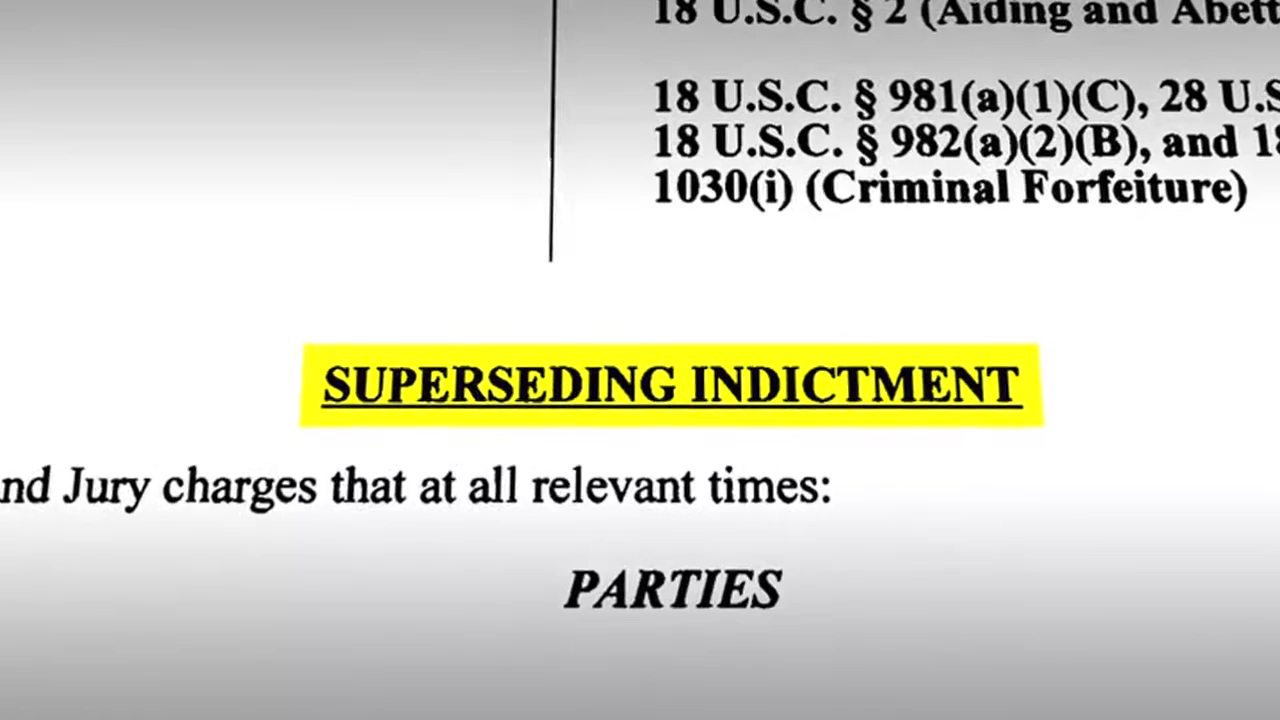 18 U.S.C. § 2 (Aiding and Abett
18 U.S.C. § 981(a)(1)(C), 28 U.S
18 U.S.C. § 982(a)(2)(B), and 18
1030(i) (Criminal Forfeiture)
SUPERSEDING INDICTMENT
nd Jury charges that at all relevant times:
PARTIES